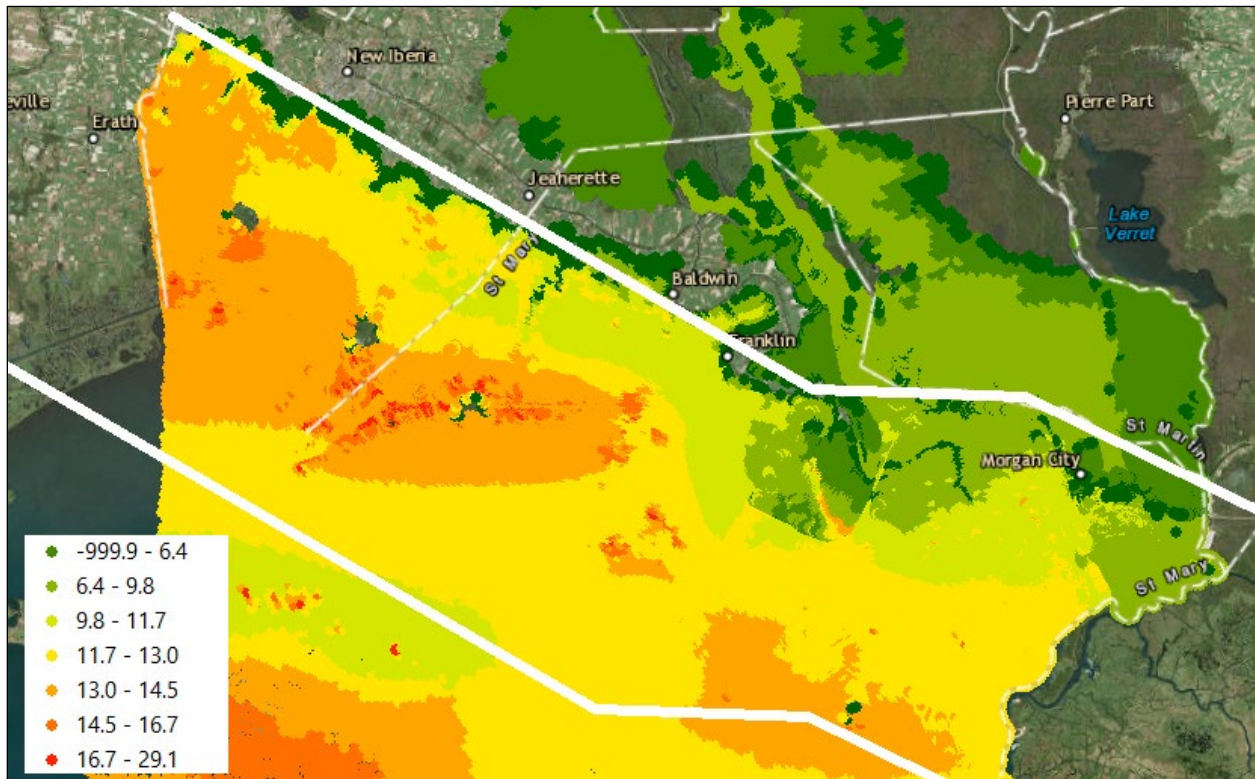 New Iberia
eville
Erath
Pierre Part
Jeanerette
Lake
Verret
St Mary
Baldwin
Franklin
St Martin
Morgan City
St Mary
-999.9 - 6.4
6.4 - 9.8
9.8 - 11.7
11.7 - 13.0
13.0 - 14.5
14.5 - 16.7
16.7 - 29.1